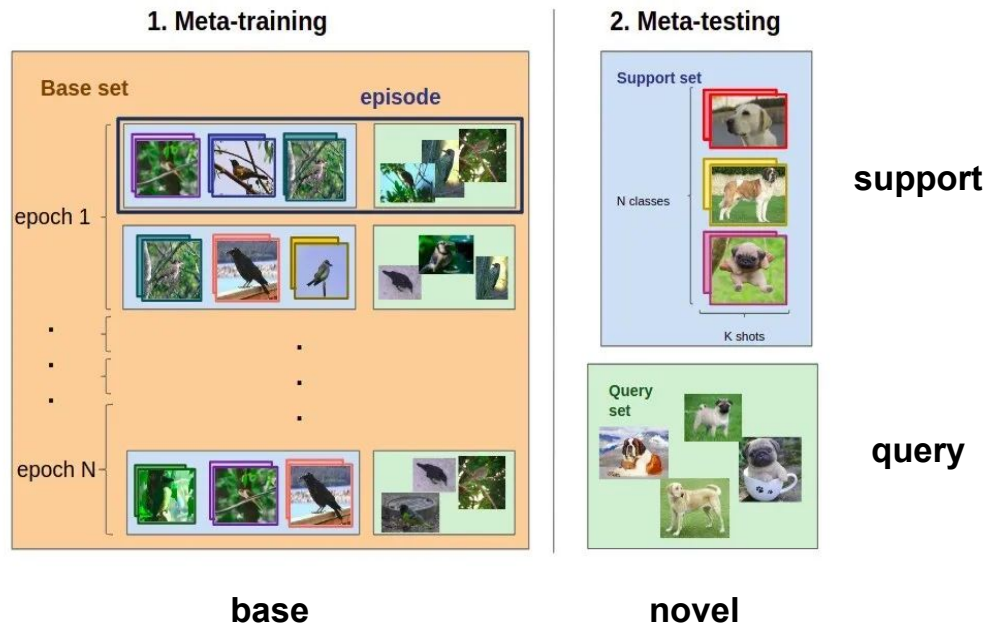 1. Meta-training
2. Meta-testing
Base set
episode
epoch 1
epoch N
Support set
N classes
K shots
Query
set
support
query
base
novel